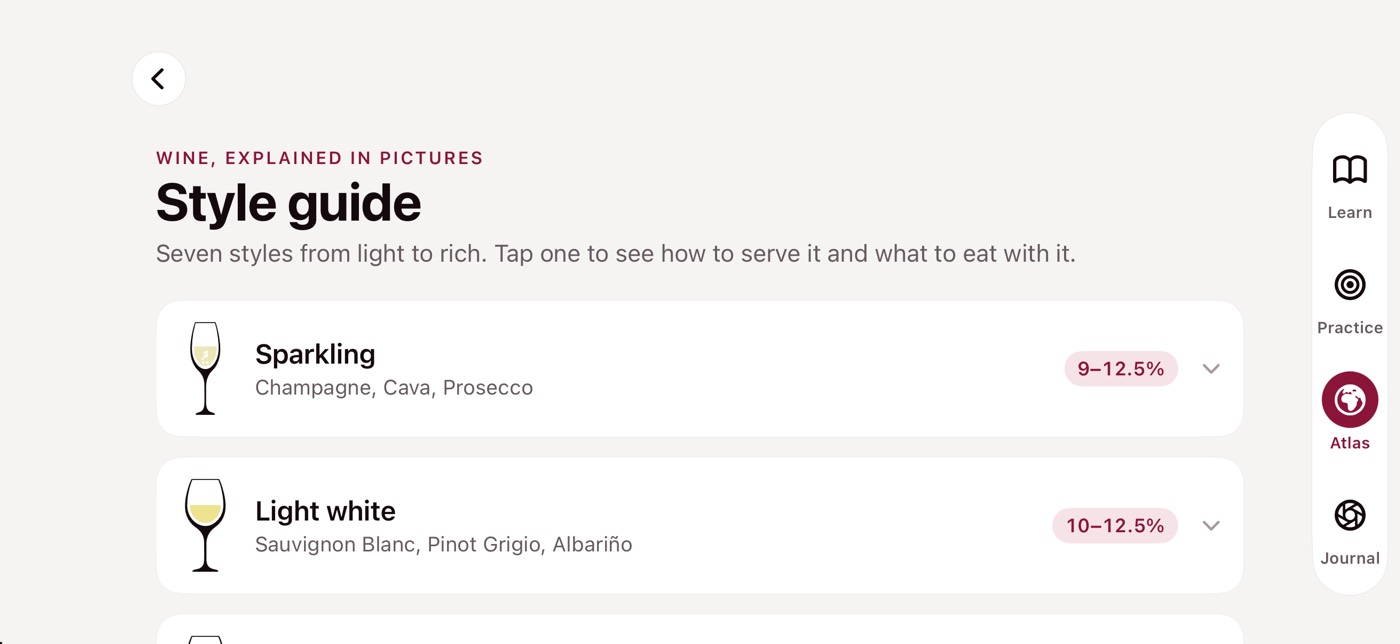 WINE, EXPLAINED IN PICTURES
Style guide
Seven styles from light to rich. Tap one to see how to serve it and what to eat with it.
Sparkling
Champagne, Cava, Prosecco
9–12.5%
Light white
Sauvignon Blanc, Pinot Grigio, Albariño
10–12.5%
Learn
Practice
Atlas
Journal